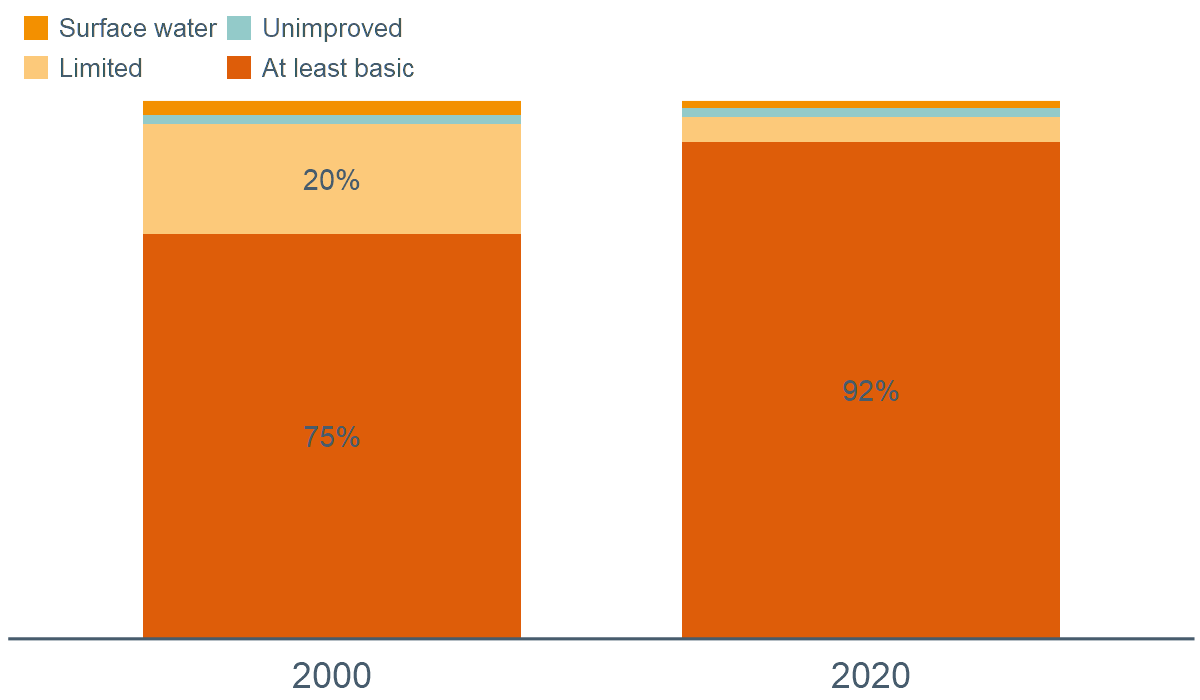 Surface water Unimproved
Limited At least basic
20%
92%
75%
2000 2020